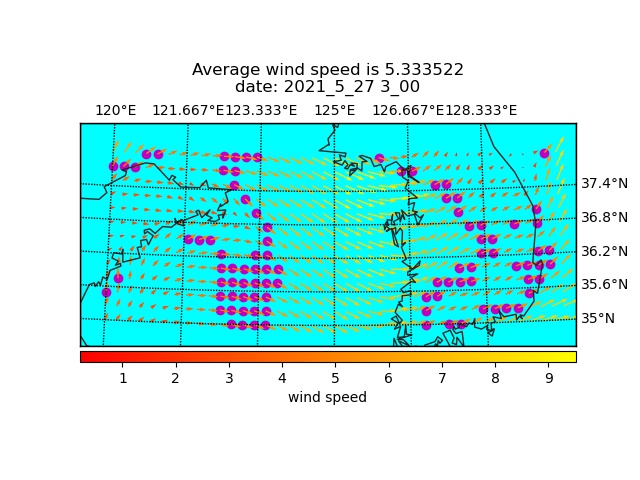 Average wind speed is 5.333522
date: 2021_5_27 3_00
120°E 121.667°E 123.333°E 125°E 126.667°E 128.333°E
37.4°N
36.8°N
36.2°N
35.6°N
35°N
1 2 3 4 5 6 7 8 9
wind speed